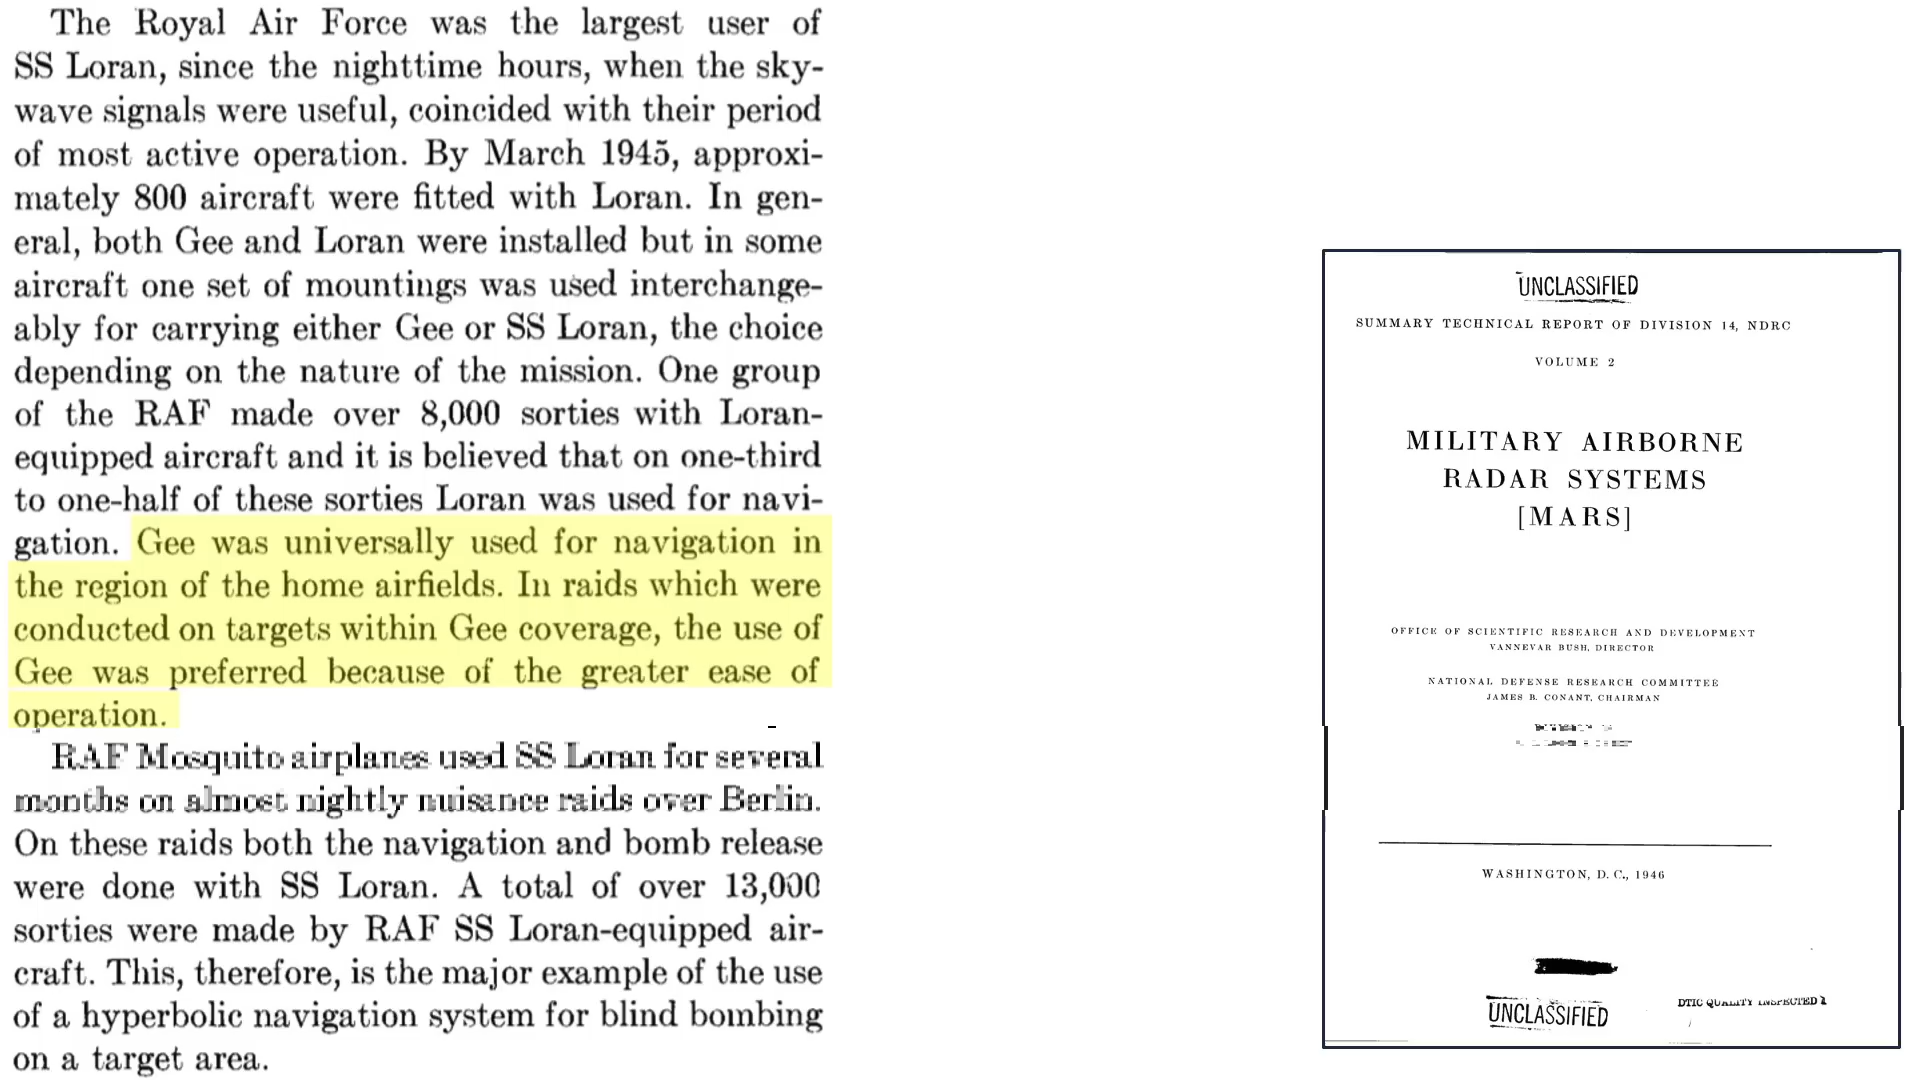 The Royal Air Force was the largest user of
SS Loran, since the nighttime hours, when the sky-
wave signals were useful, coincided with their period
of most active operation. By March 1945, approxi-
mately 800 aircraft were fitted with Loran. In gen-
eral, both Gee and Loran were installed but in some
aircraft one set of mountings was used interchange-
ably for carrying either Gee or SS Loran, the choice
depending on the nature of the mission. One group
of the RAF made over 8,000 sorties with Loran-
equipped aircraft and it is believed that on one-third
to one-half of these sorties Loran was used for navi-
gation. Gee was universally used for navigation in
the region of the home airfields. In raids which were
conducted on targets within Gee coverage, the use of
Gee was preferred because of the greater ease of
operation.
RAF Mosquito airplanes used SS Loran for several
months on almost nightly nuisance raids over Berlin.
On these raids both the navigation and bomb release
were done with SS Loran. A total of over 13,000
sorties were made by RAF SS Loran-equipped air-
craft. This, therefore, is the major example of the use
of a hyperbolic navigation system for blind bombing
on a target area.
UNCLASSIFIED
SUMMARY TECHNICAL REPORT OF DIVISION 14, NDRC
VOLUME 2
MILITARY AIRBORNE
RADAR SYSTEMS
[MARS]
OFFICE OF SCIENTIFIC RESEARCH AND DEVELOPMENT
VANNEVAR BUSH, DIRECTOR
NATIONAL DEFENSE RESEARCH COMMITTEE
JAMES B. CONANT, CHAIRMAN
WASHINGTON, D. C., 1946
UNCLASSIFIED
DTIC QUALITY INSPECTED 1